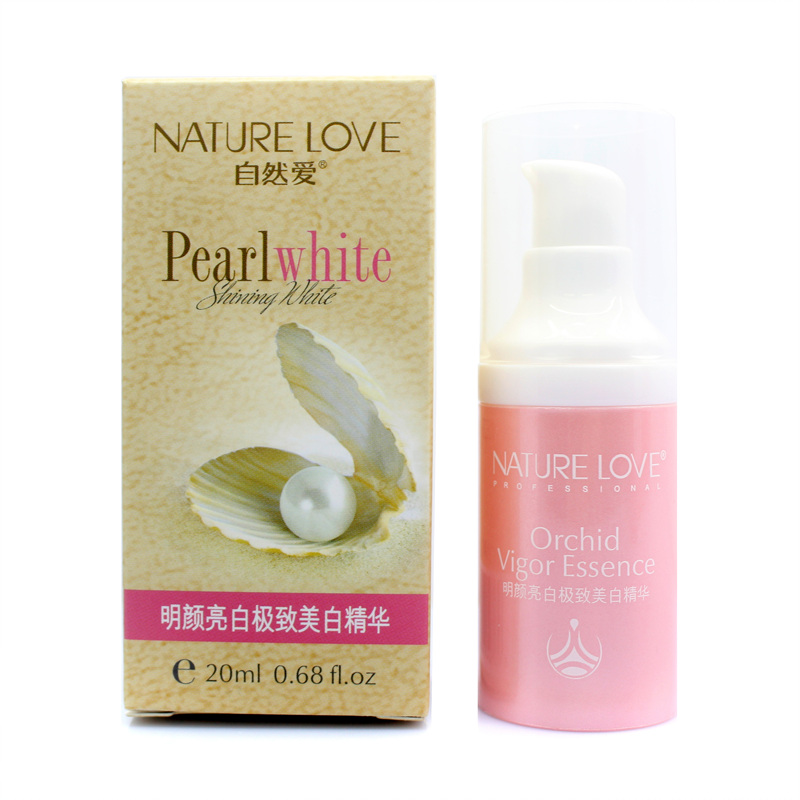 NATURE LOVE
自然爱®
Pearlwhite
Shining White
明颜亮白极致美白精华
℮ 20ml 0.68 fl.oz
NATURE LOVE®
PROFESSIONAL
Orchid
Vigor Essence
明颜亮白极致美白精华